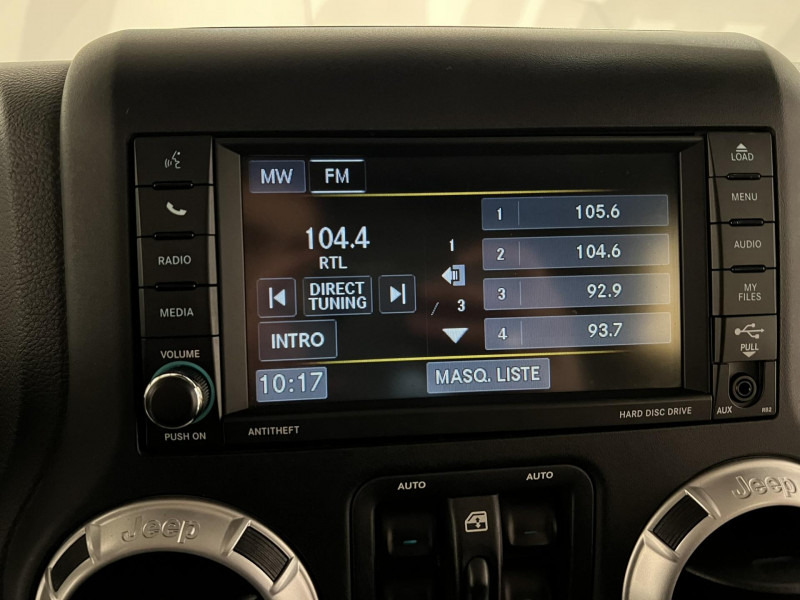 MW FM
104.4
RTL
DIRECT
TUNING
INTRO
10:17
1
/ 3
1 105.6
2 104.6
3 92.9
4 93.7
MASQ. LISTE
RADIO
MEDIA
VOLUME
PUSH ON
ANTITHEFT
HARD DISC DRIVE
LOAD
MENU
AUDIO
MY
FILES
PULL
AUX
AUTO AUTO
Jeep
Jeep